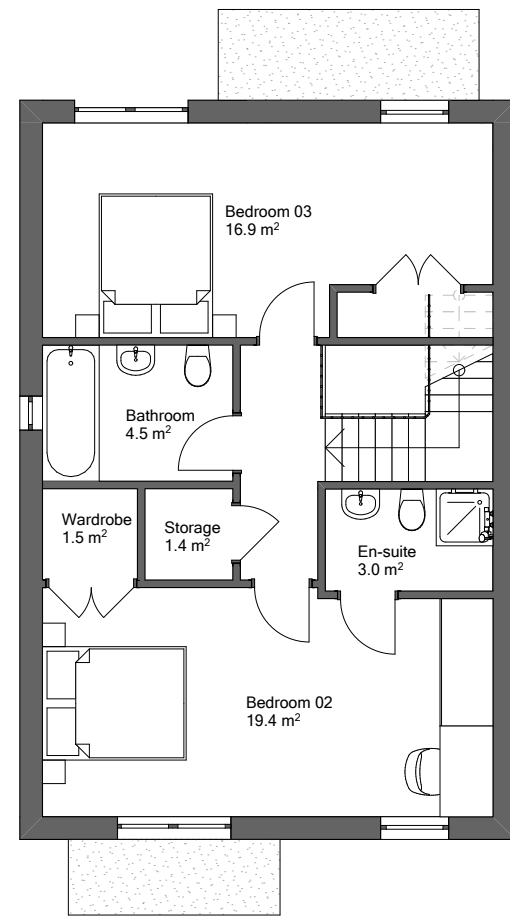 Bedroom 03
16.9 m²
Bathroom
4.5 m²
Wardrobe
1.5 m²
Storage
1.4 m²
En-suite
3.0 m²
Bedroom 02
19.4 m²